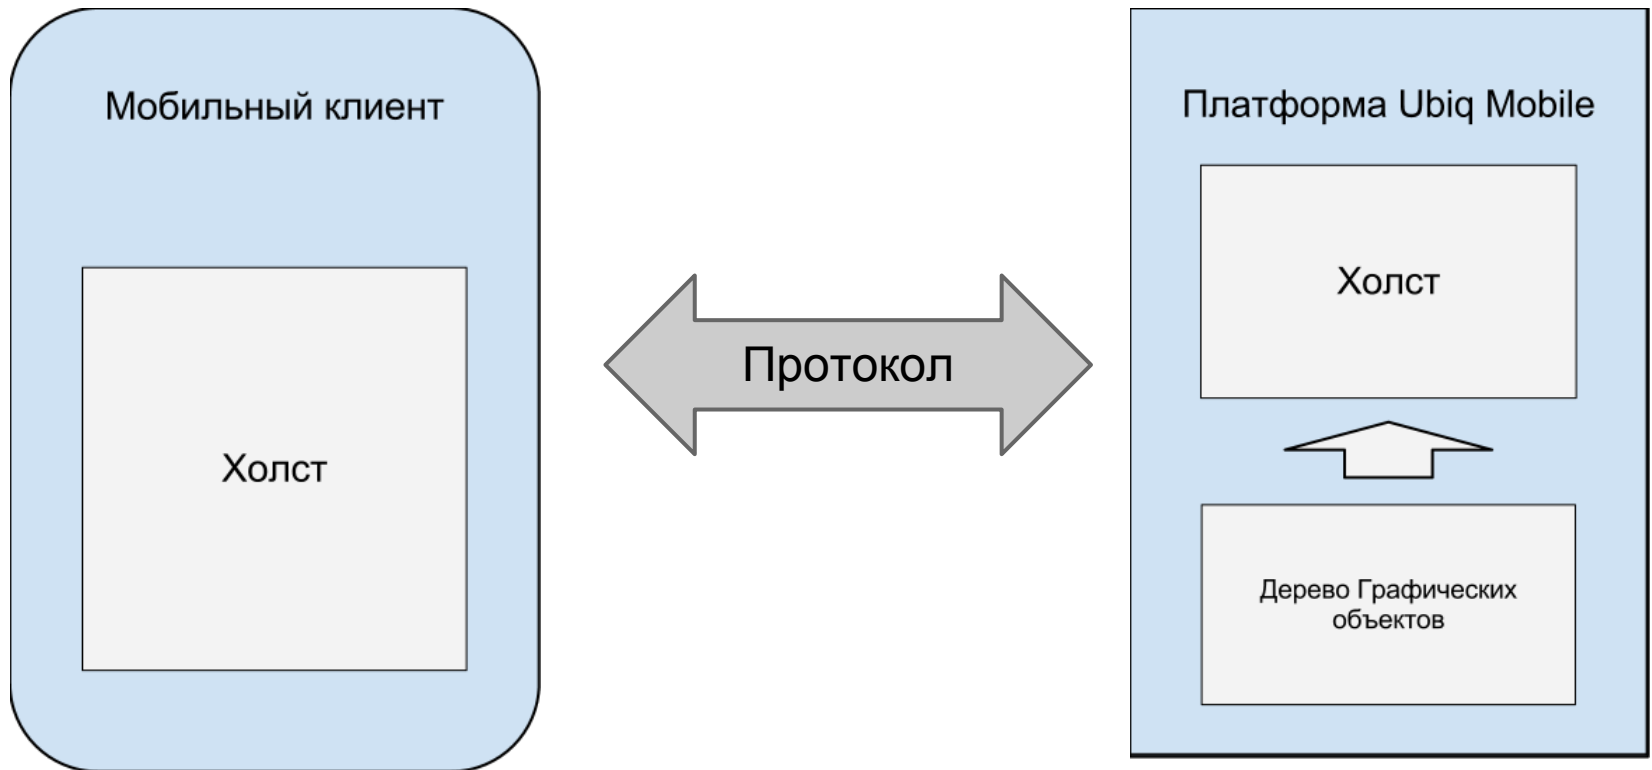 Мобильный клиент
Холст
Протокол
Платформа Ubiq Mobile
Холст
Дерево Графических
объектов